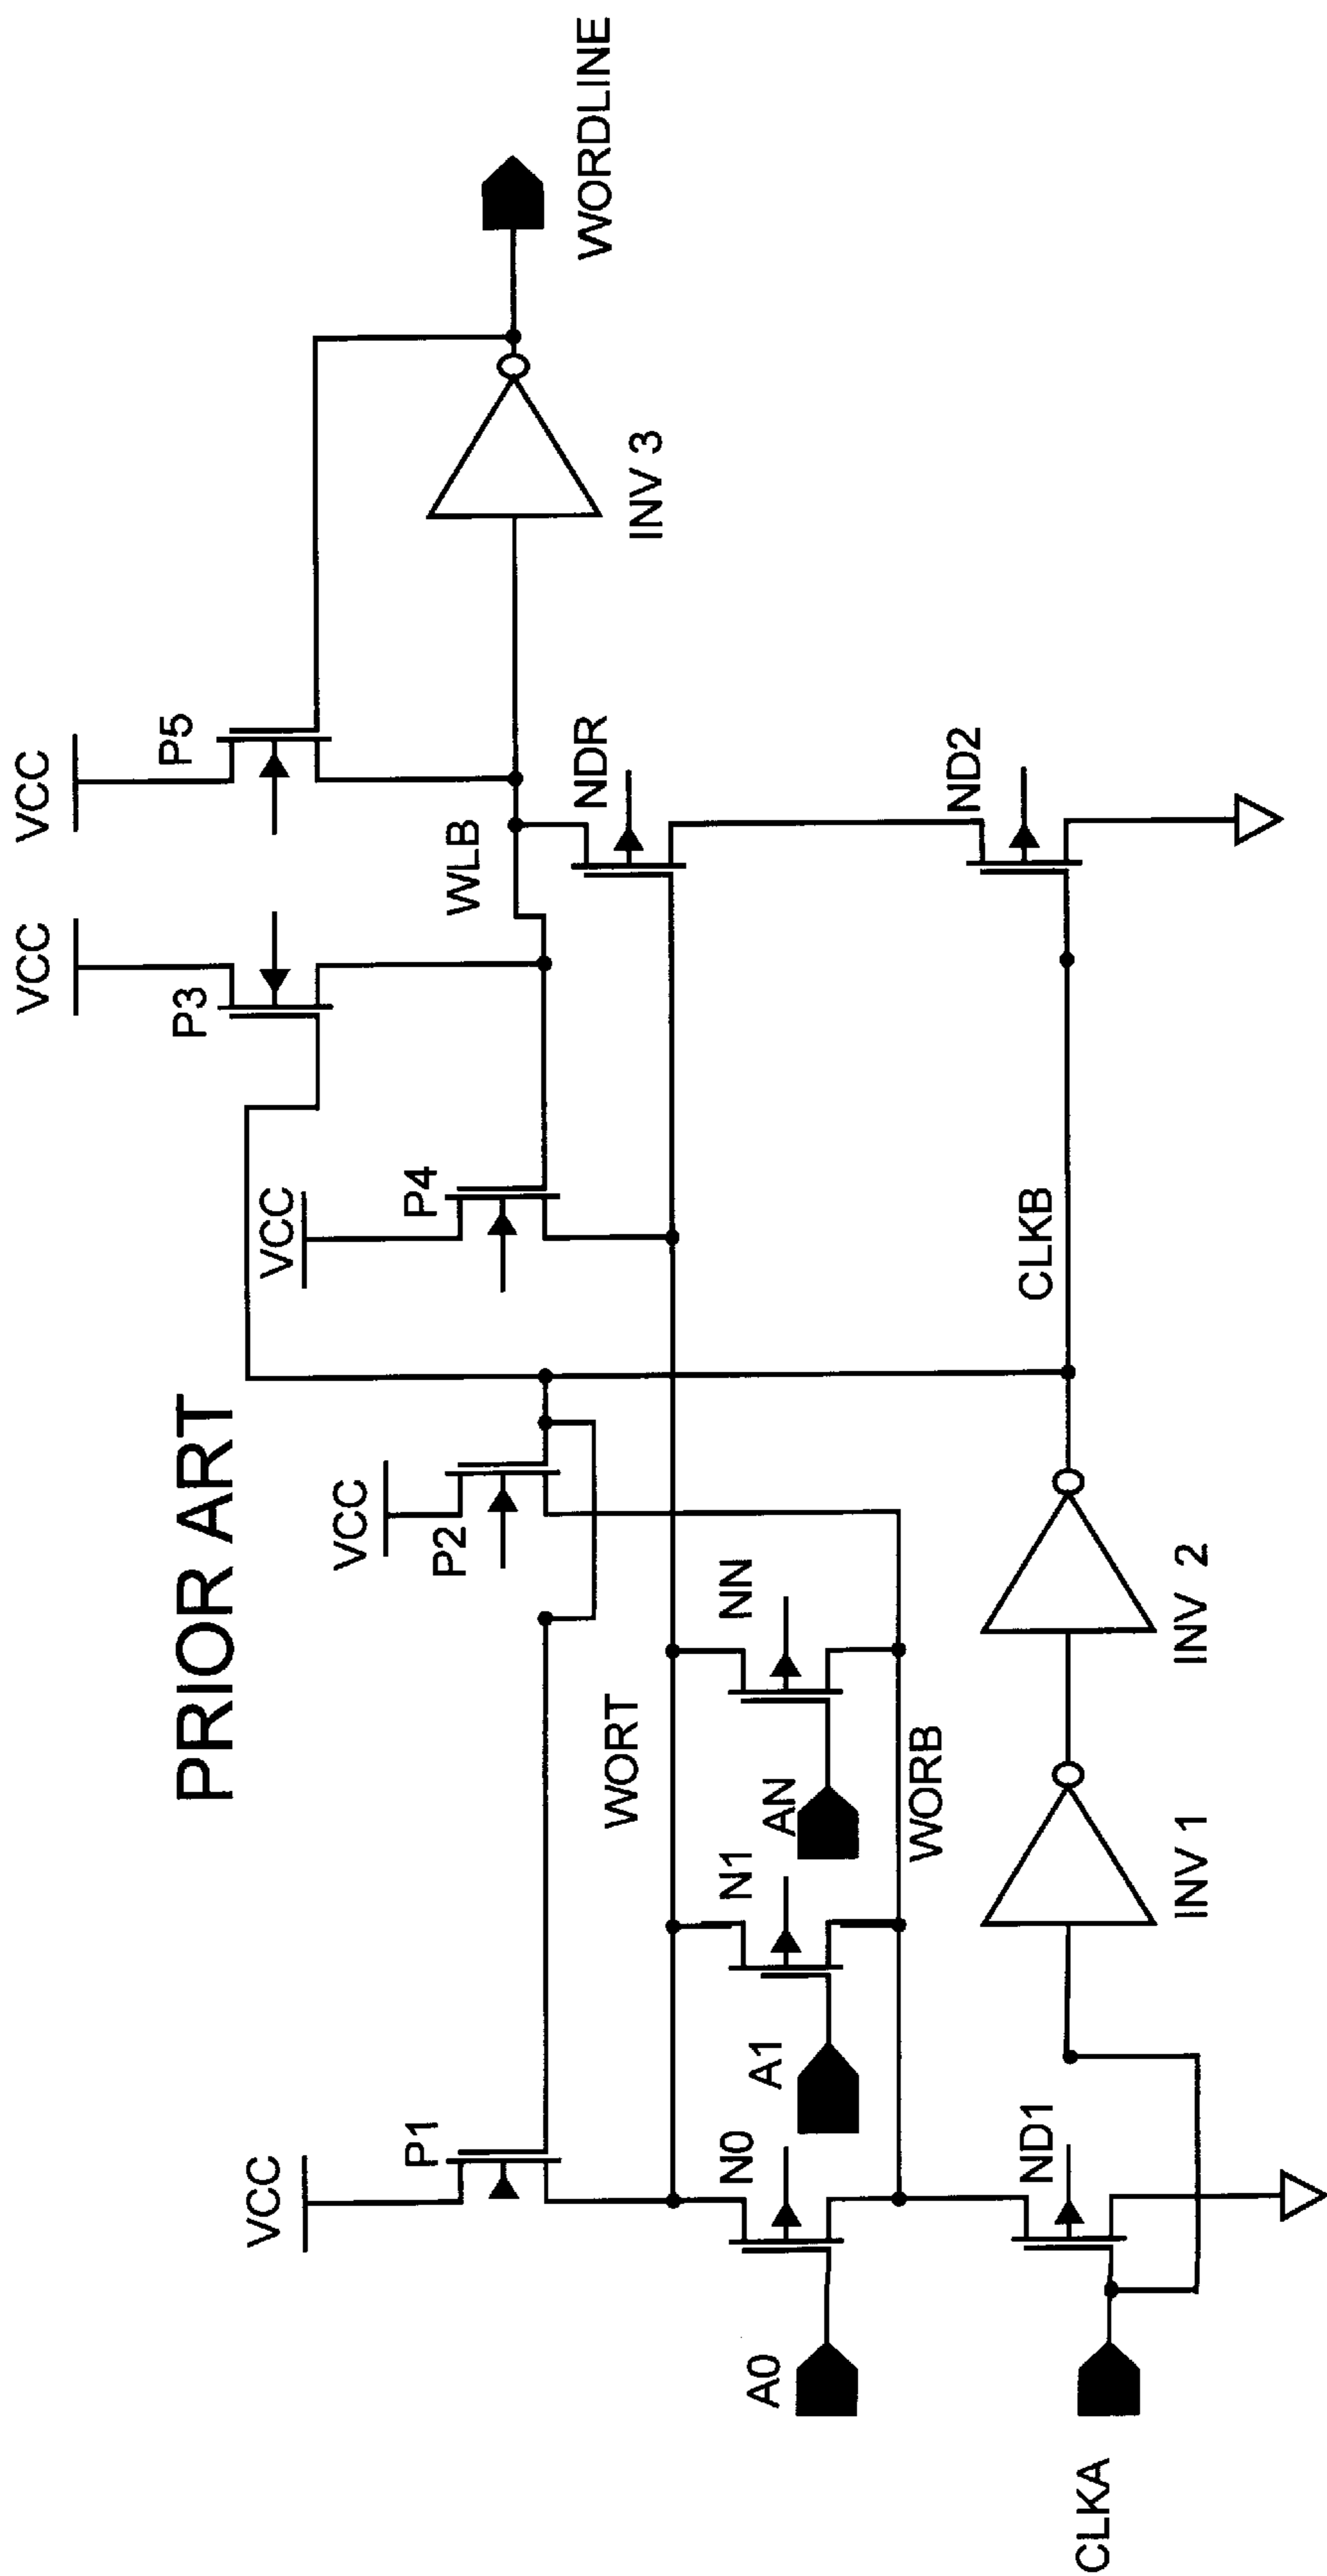 PRIOR ART
VCC
VCC
VCC
VCC
VCC
P1
P2
P4
P3
P5
WLB
WORDLINE
INV 3
NDR
WORT
A0
N0
A1
N1
AN
NN
WORB
CLKB
ND2
CLKA
ND1
INV 1
INV 2